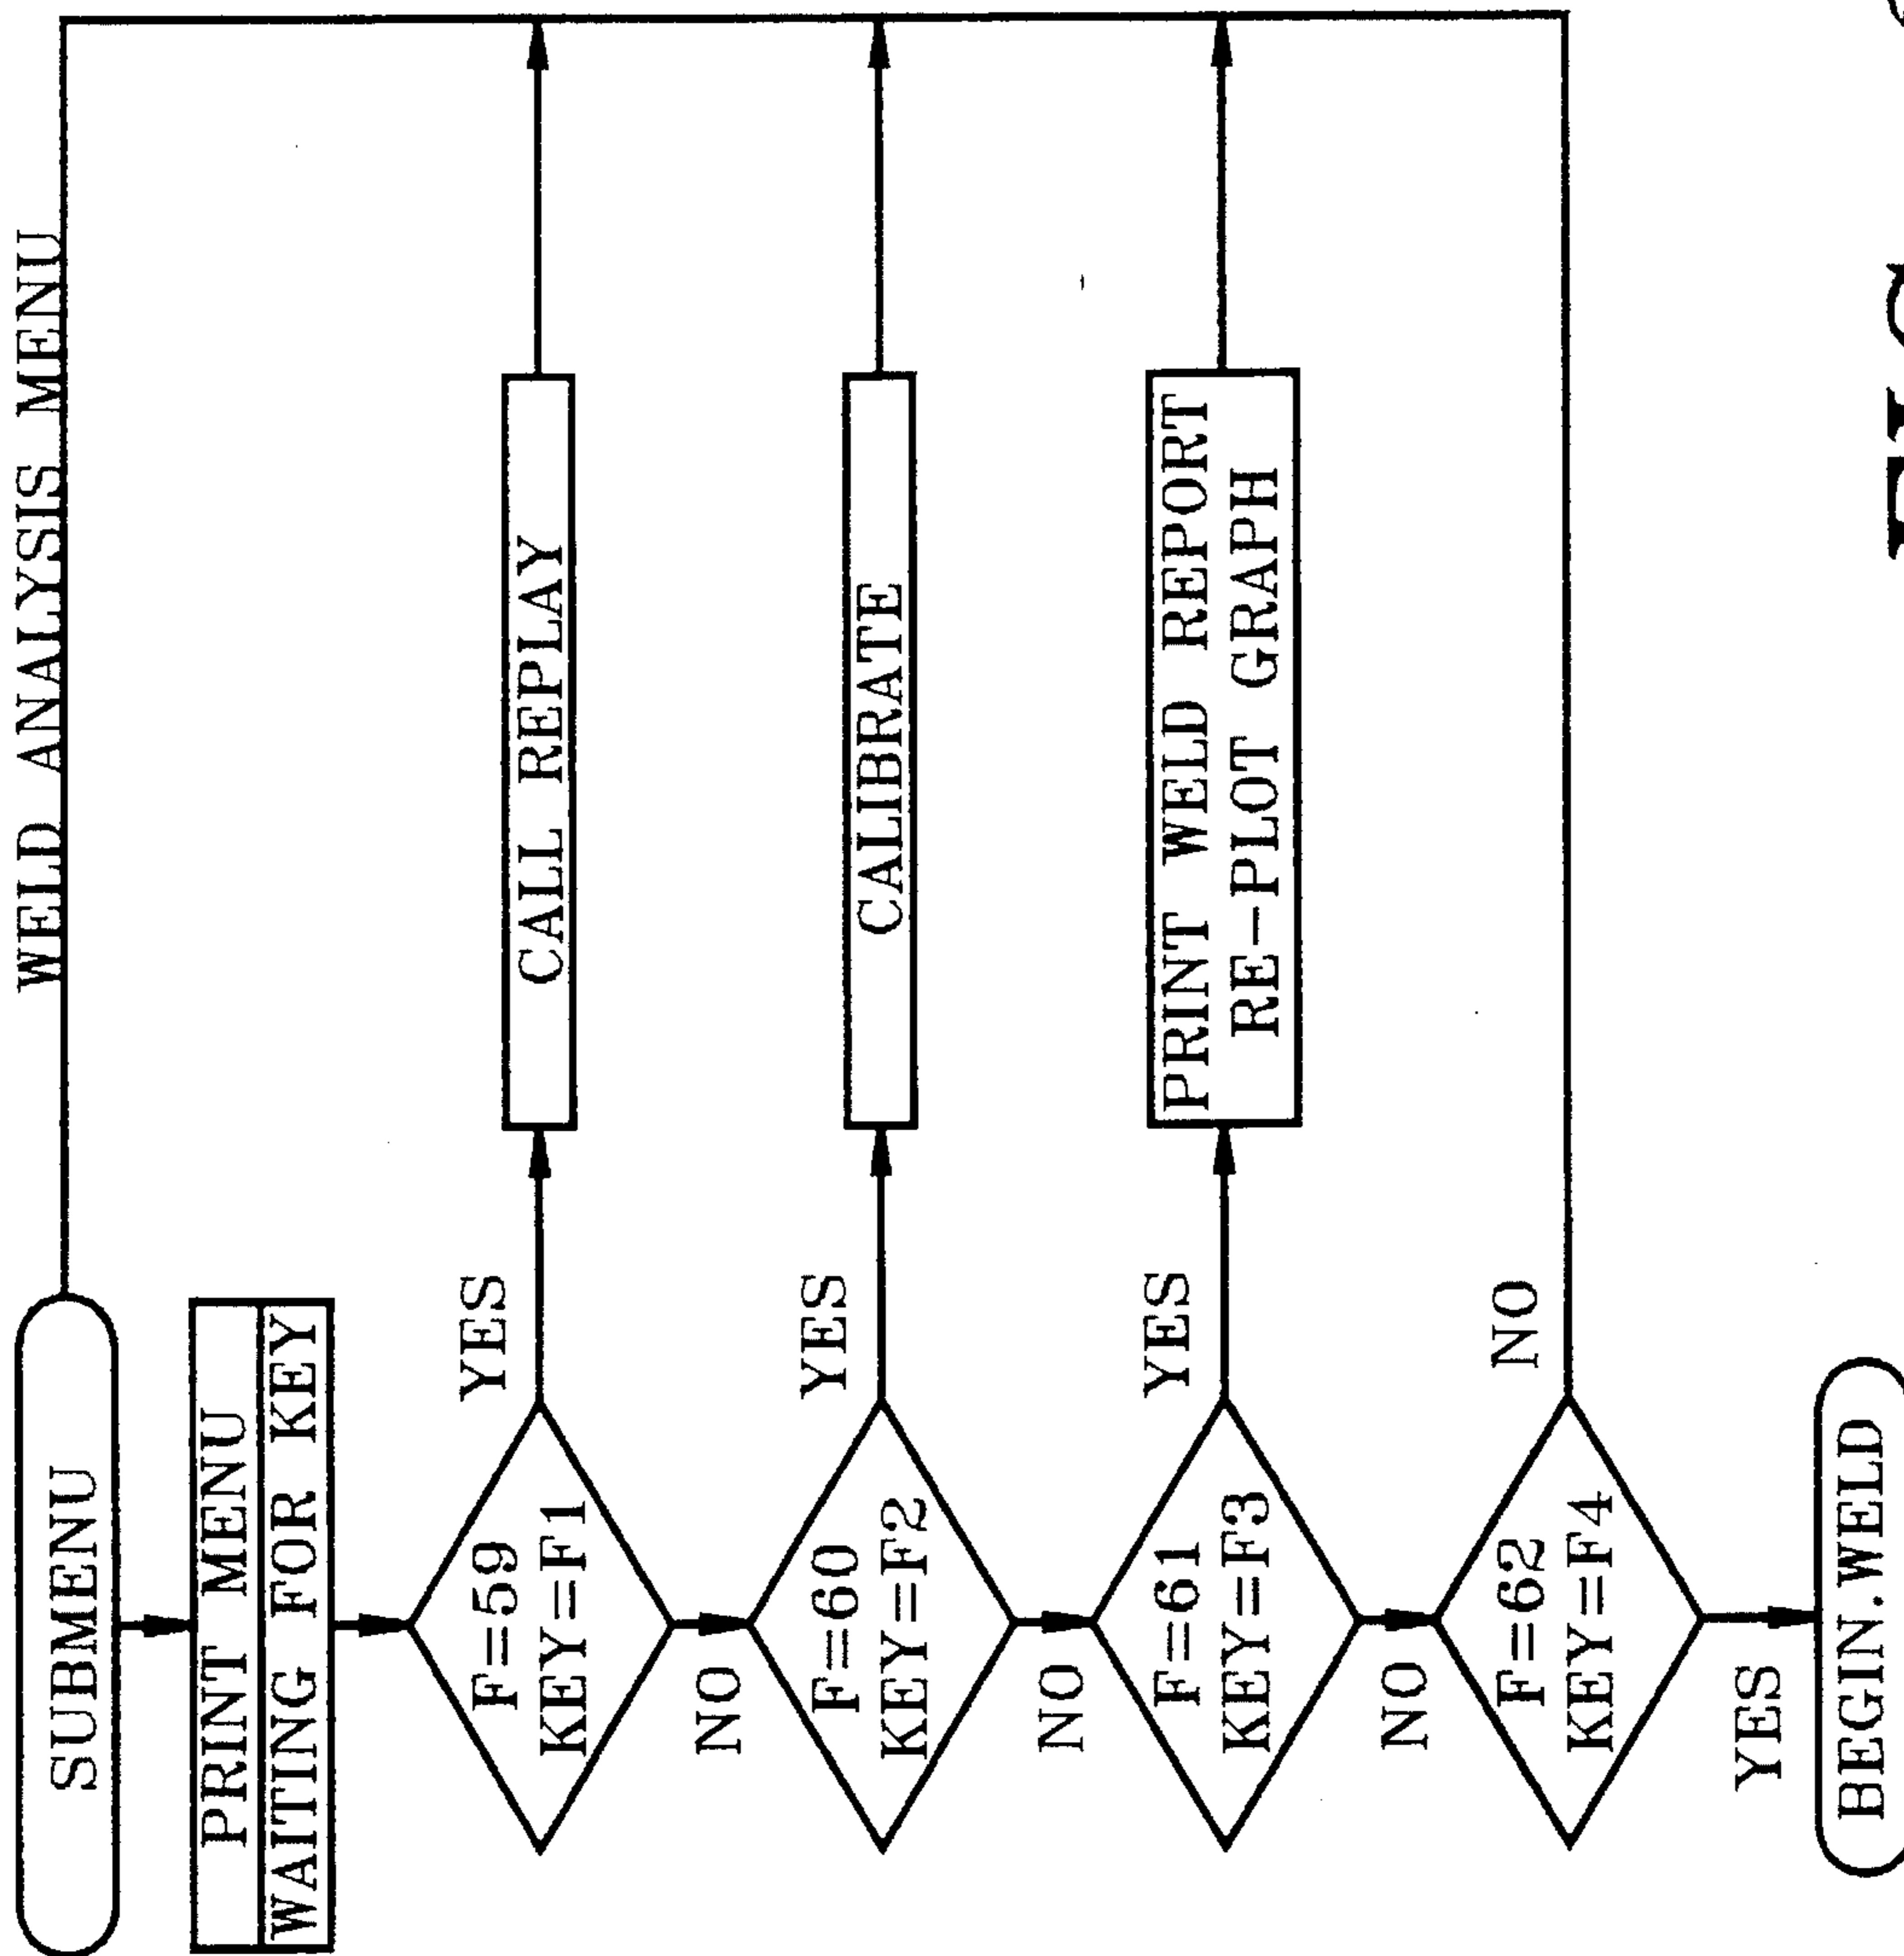 WELD ANALYSIS MENU
SUBMENU
PRINT MENU
WAITING FOR KEY
F=59
KEY=F1
YES
CALL REPLAY
NO
F=60
KEY=F2
YES
CALIBRATE
NO
F=61
KEY=F3
YES
PRINT WELD REPORT
RE-PLOT GRAPH
NO
F=62
KEY=F4
NO
YES
BEGIN.WELD